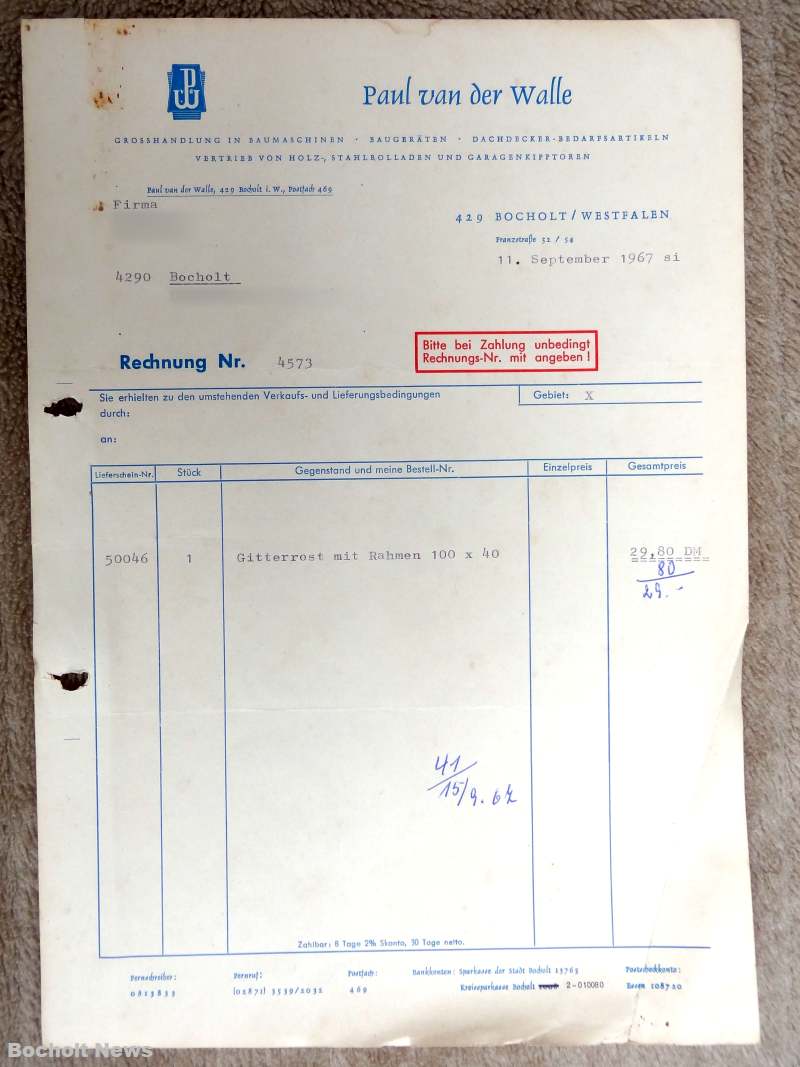 Paul van der Walle
GROSSHANDLUNG IN BAUMASCHINEN · BAUGERÄTEN · DACHDECKER-BEDARFSARTIKELN
VERTRIEB VON HOLZ-, STAHLROLLADEN UND GARAGENKIPPTOREN
Paul van der Walle, 429 Bocholt i. W., Postfach 469
Firma
429 BOCHOLT/WESTFALEN
Franzstraße 52 / 54
11. September 1967 si
4290 Bocholt
Bitte bei Zahlung unbedingt
Rechnungs-Nr. mit angeben!
Rechnung Nr. 4573
Sie erhielten zu den umstehenden Verkaufs- und Lieferungsbedingungen
Gebiet: X
durch:
an:
Lieferschein-Nr. Stück Gegenstand und meine Bestell-Nr. Einzelpreis Gesamtpreis
50046 1 Gitterrost mit Rahmen 100 x 40 29,80 DM
80
29.-
41
15/9. 67
Zahlbar: 8 Tage 2% Skonto, 30 Tage netto.
Fernschreiber: Fernruf: Postfach: Bankkonten: Sparkasse der Stadt Bocholt 13763 Postscheckkonto:
0813833 (02871) 3539/2032 469 Kreissparkasse Bocholt 2-010080 Essen 108720
Bocholt News